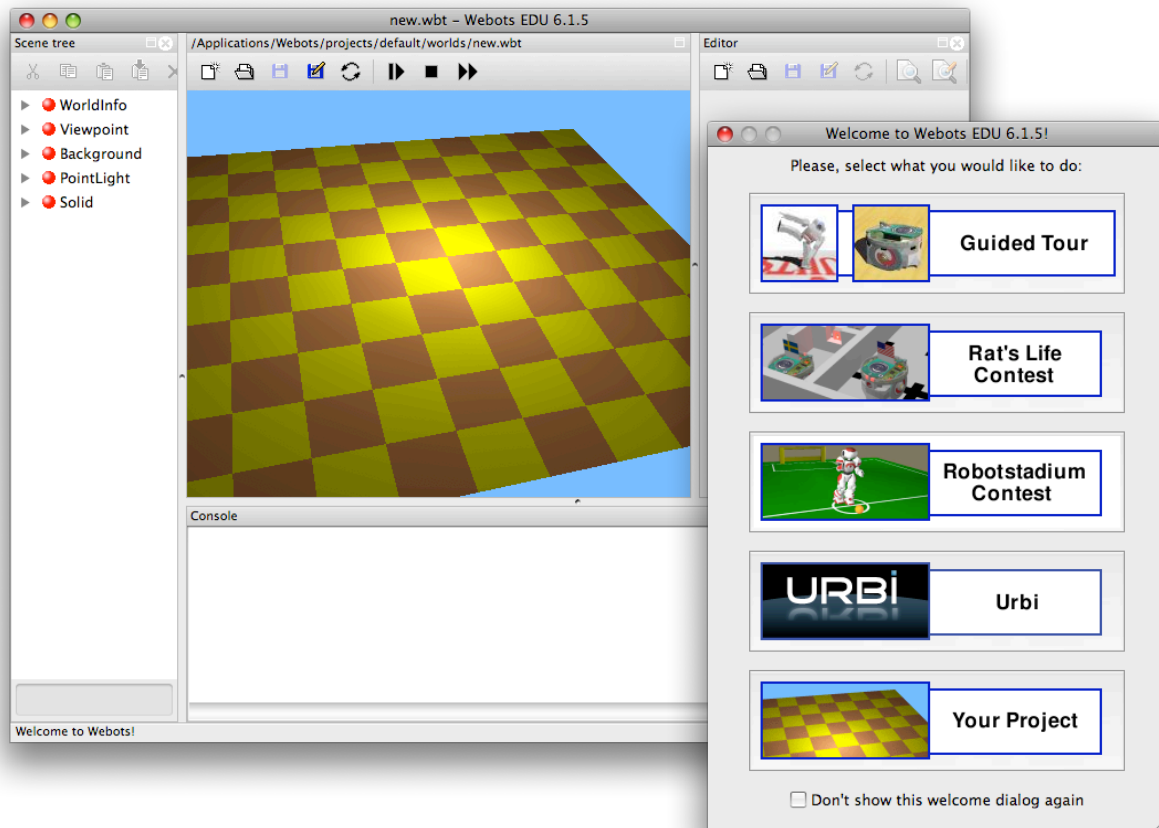 new.wbt – Webots EDU 6.1.5
Scene tree
/Applications/Webots/projects/default/worlds/new.wbt
Editor
WorldInfo
Viewpoint
Background
PointLight
Solid
Console
Welcome to Webots!
Welcome to Webots EDU 6.1.5!
Please, select what you would like to do:
Guided Tour
Rat's Life
Contest
Robotstadium
Contest
URBI
Urbi
Your Project
Don't show this welcome dialog again